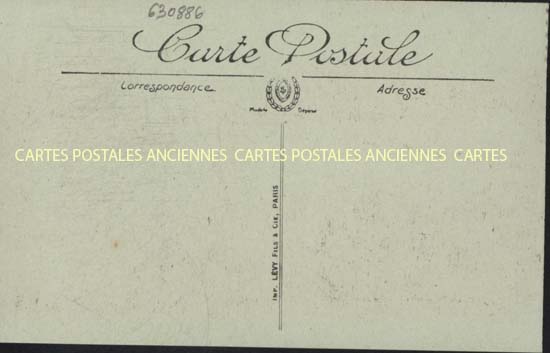 630886
Carte Postale
Correspondance
Adresse
Modèle Déposé
CARTES POSTALES ANCIENNES CARTES POSTALES ANCIENNES CARTES
IMP. LÉVY FILS & CIE, PARIS